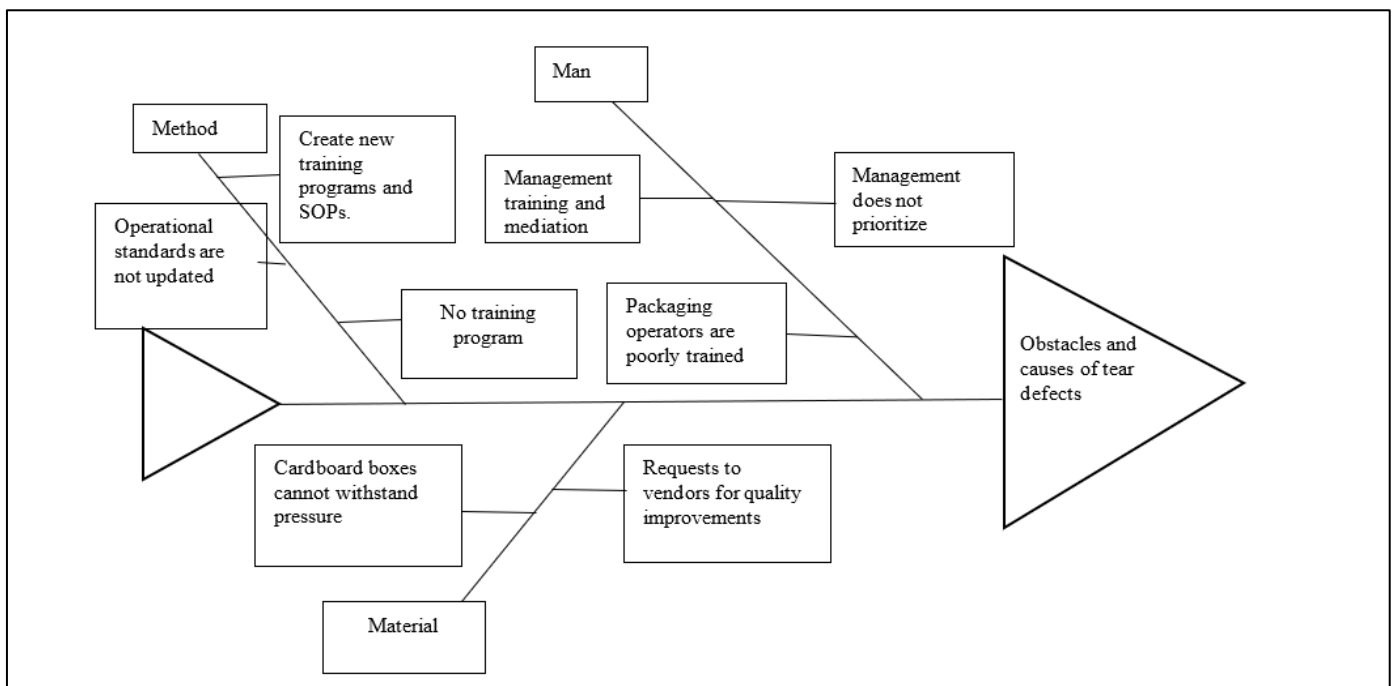 Man
Method
Create new
training
programs and
SOPs.
Management
training and
mediation
Management
does not
prioritize
Operational
standards are
not updated
No training
program
Packaging
operators are
poorly trained
Obstacles and
causes of tear
defects
Cardboard boxes
cannot withstand
pressure
Requests to
vendors for quality
improvements
Material